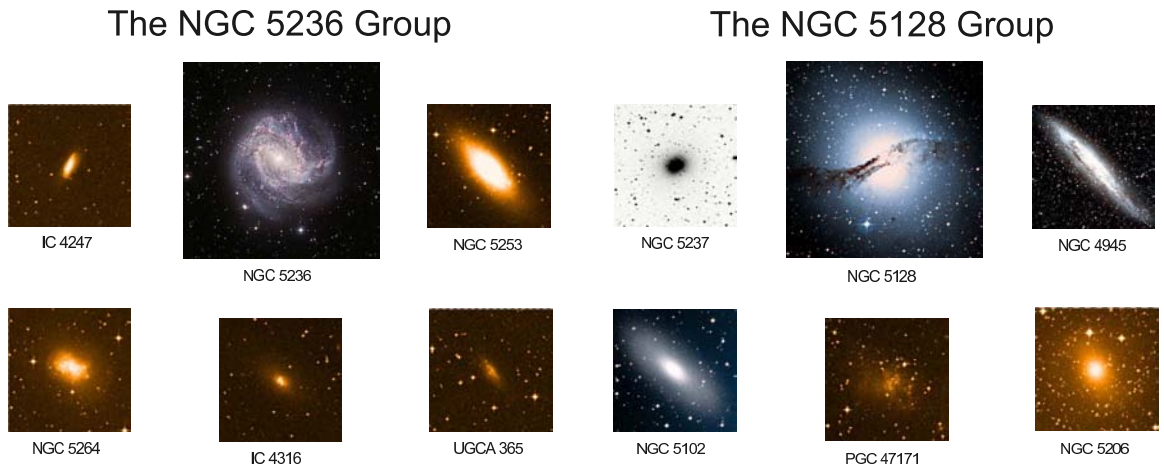 The NGC 5236 Group
The NGC 5128 Group
IC 4247
NGC 5236
NGC 5253
NGC 5237
NGC 5128
NGC 4945
NGC 5264
IC 4316
UGCA 365
NGC 5102
PGC 47171
NGC 5206